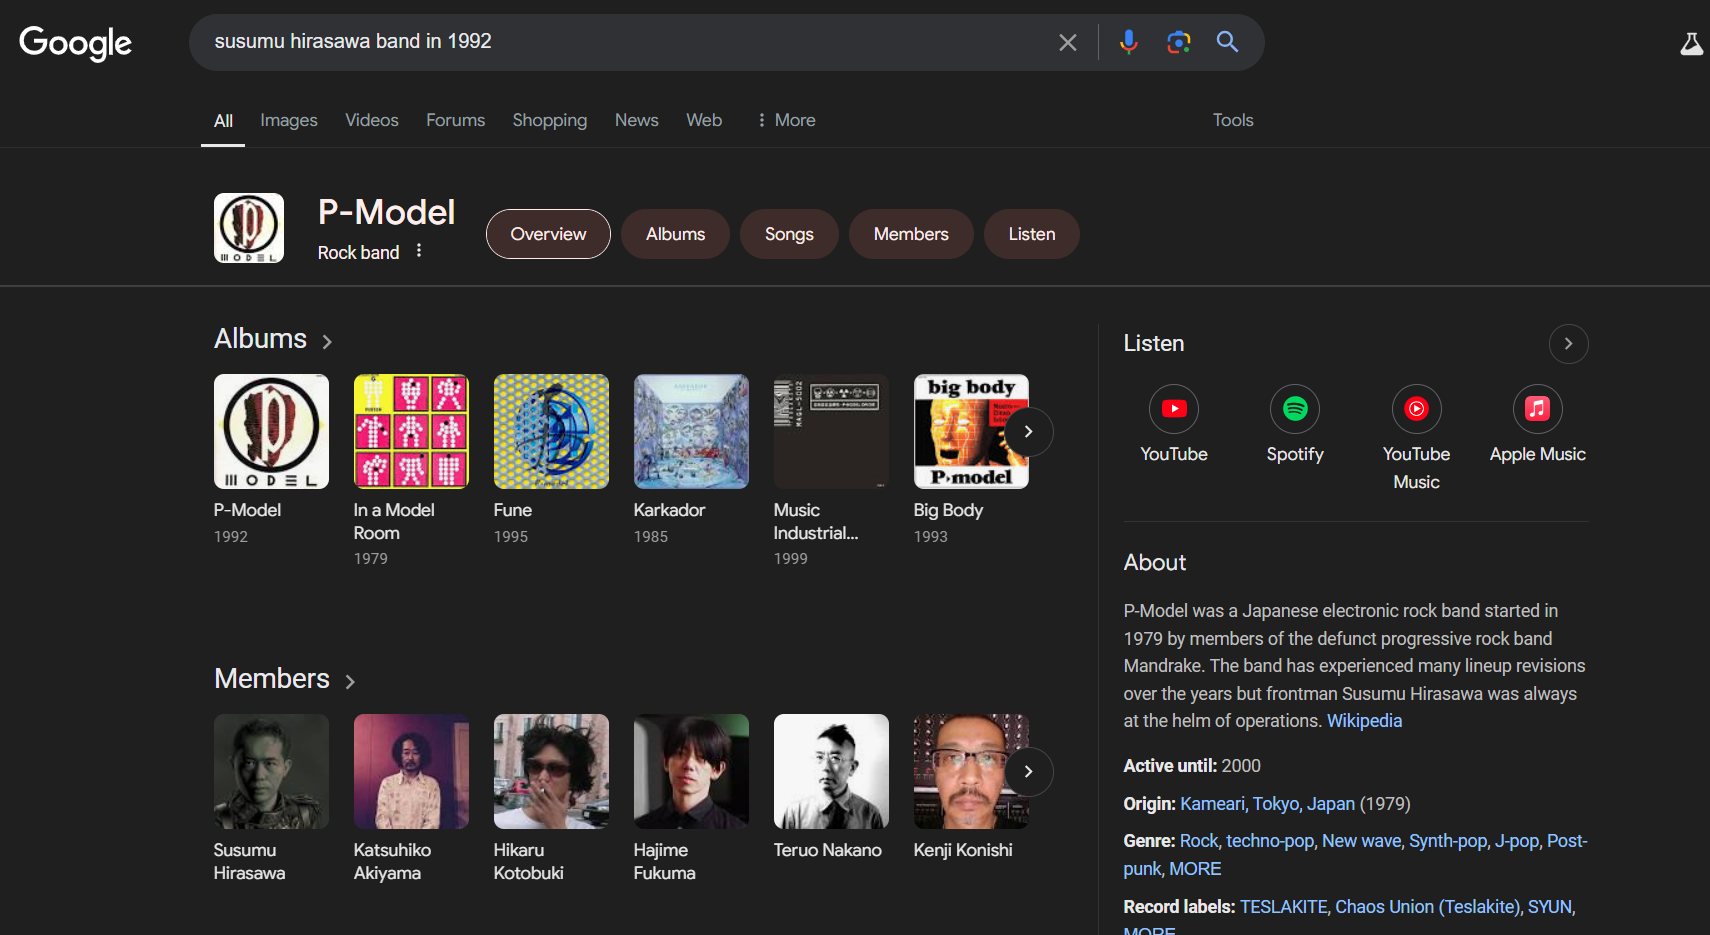 Google
susumu hirasawa band in 1992
All
Images
Videos
Forums
Shopping
News
Web
More
Tools
P-Model
Rock band
Overview
Albums
Songs
Members
Listen
Albums
P-Model
1992
In a Model
Room
1979
Fune
1995
Karkador
1985
Music
Industrial...
1999
big body
P-model
Big Body
1993
Members
Susumu
Hirasawa
Katsuhiko
Akiyama
Hikaru
Kotobuki
Hajime
Fukuma
Teruo Nakano
Kenji Konishi
Listen
YouTube
Spotify
YouTube
Music
Apple Music
About
P-Model was a Japanese electronic rock band started in
1979 by members of the defunct progressive rock band
Mandrake. The band has experienced many lineup revisions
over the years but frontman Susumu Hirasawa was always
at the helm of operations. Wikipedia
Active until: 2000
Origin: Kameari, Tokyo, Japan (1979)
Genre: Rock, techno-pop, New wave, Synth-pop, J-pop, Post-
punk, MORE
Record labels: TESLAKITE, Chaos Union (Teslakite), SYUN,
MORE